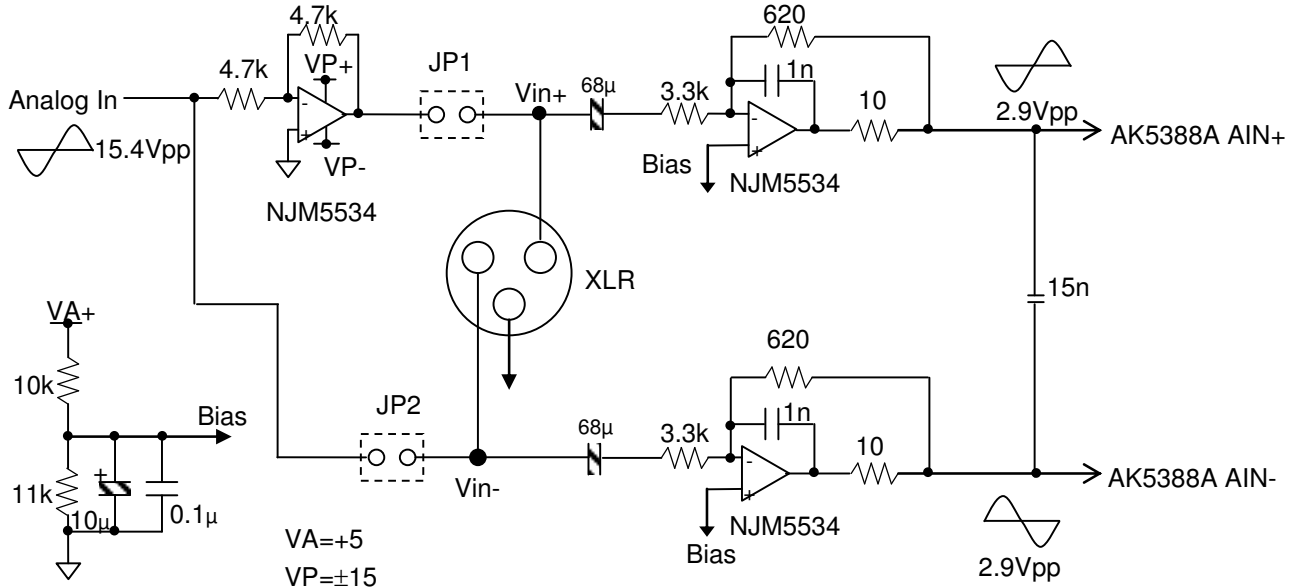 4.7k
620
VP+
JP1
4.7k
68µ
1n
Vin+
3.3k
10
2.9Vpp
Analog In
-
+
-
+
AK5388A AIN+
15.4Vpp
VP-
Bias
NJM5534
NJM5534
XLR
15n
VA+
620
10k
JP2
Bias
68µ
1n
3.3k
10
-
+
AK5388A AIN-
+
11k
Vin-
10µ
0.1µ
NJM5534
VA=+5
Bias
VP=±15
2.9Vpp